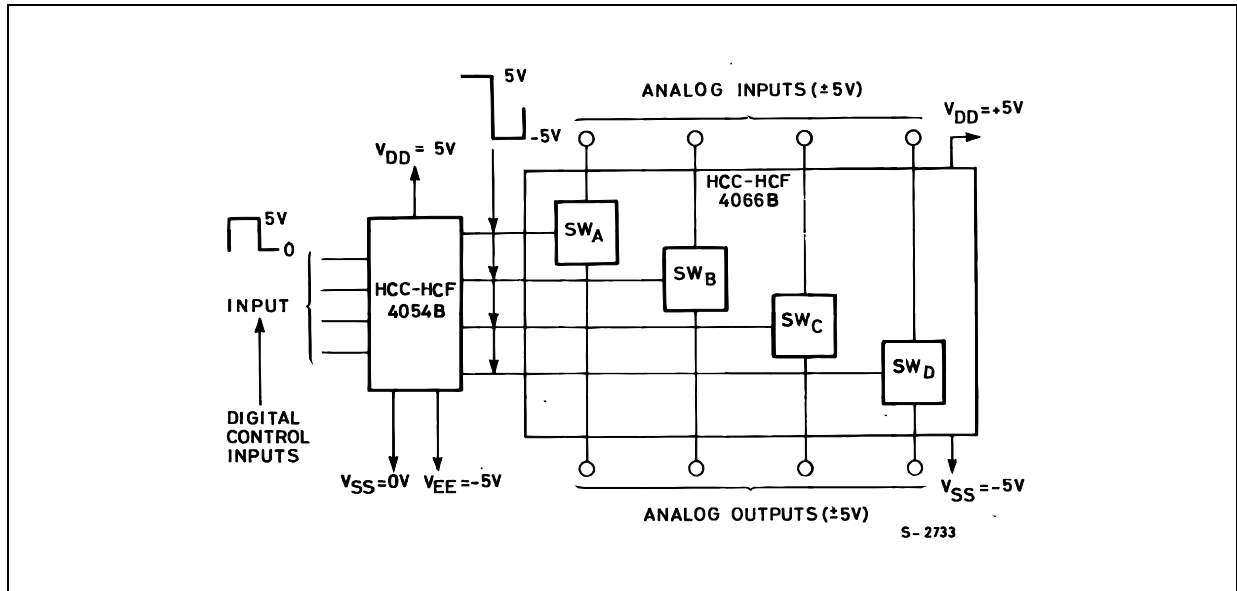 5V
-5V
ANALOG INPUTS (±5V)
VDD=+5V
VDD = 5V
HCC-HCF
4066B
5V
0
SWA
SWB
SWC
SWD
INPUT
HCC-HCF
4054B
DIGITAL
CONTROL
INPUTS
VSS=0V VEE=-5V
VSS=-5V
ANALOG OUTPUTS (±5V)
S-2733